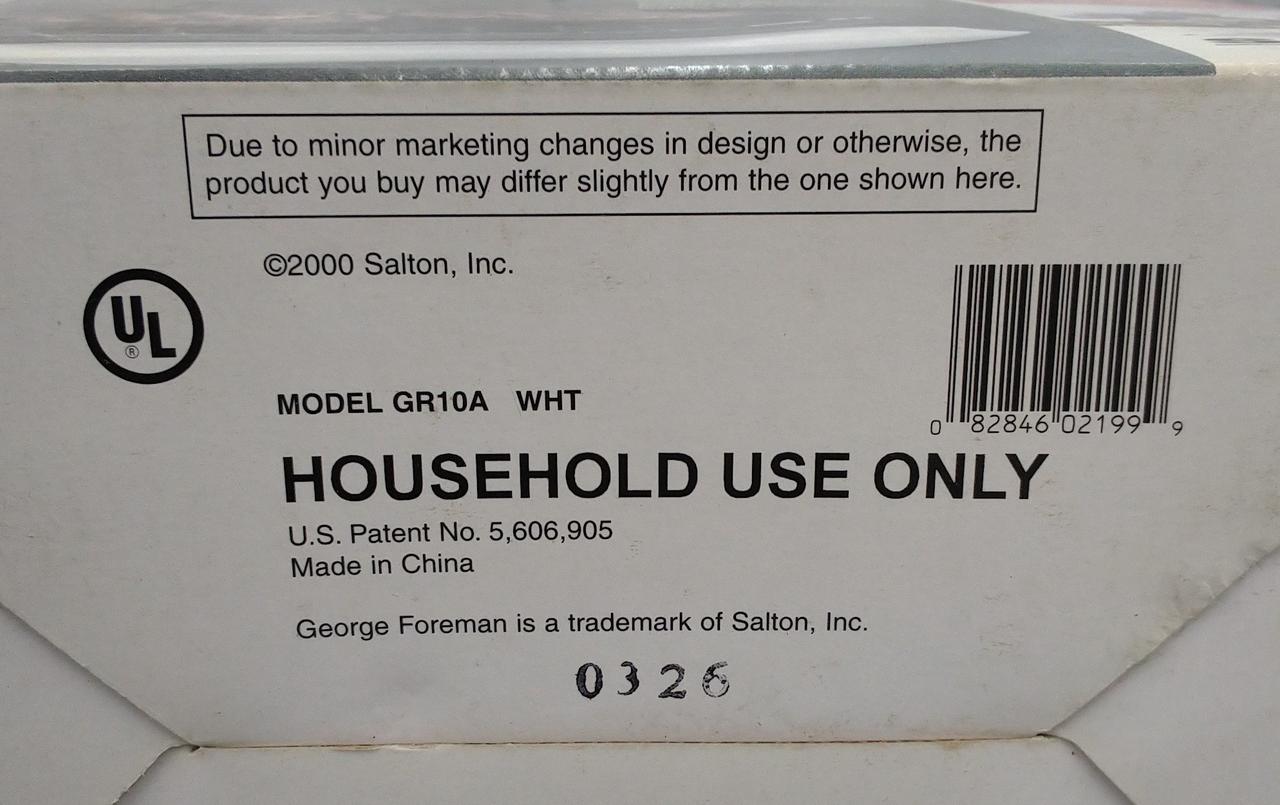 Due to minor marketing changes in design or otherwise, the
product you buy may differ slightly from the one shown here.
©2000 Salton, Inc.
UL
®
MODEL GR10A WHT
0 82846 02199 9
HOUSEHOLD USE ONLY
U.S. Patent No. 5,606,905
Made in China
George Foreman is a trademark of Salton, Inc.
0326